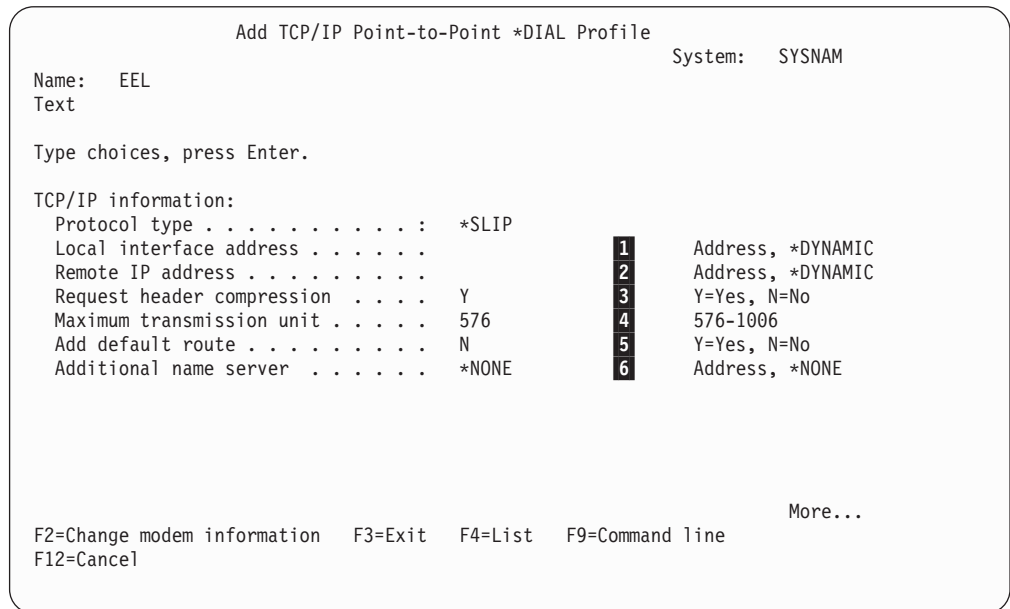 Add TCP/IP Point-to-Point *DIAL Profile
System: SYSNAM
Name: EEL
Text
Type choices, press Enter.
TCP/IP information:
Protocol type . . . . . . . . . . : *SLIP
Local interface address . . . . . . 1 Address, *DYNAMIC
Remote IP address . . . . . . . . . 2 Address, *DYNAMIC
Request header compression . . . . Y 3 Y=Yes, N=No
Maximum transmission unit . . . . . 576 4 576-1006
Add default route . . . . . . . . . N 5 Y=Yes, N=No
Additional name server . . . . . . *NONE 6 Address, *NONE
More...
F2=Change modem information F3=Exit F4=List F9=Command line
F12=Cancel